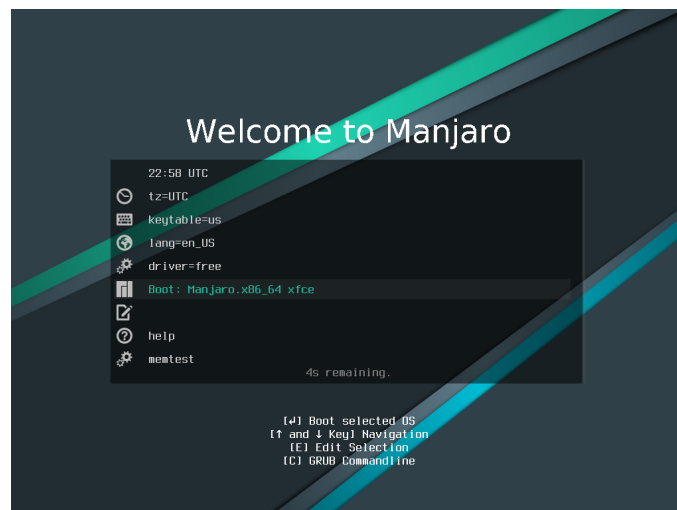 Welcome to Manjaro
22:58 UTC
tz=UTC
keytable=us
lang=en_US
driver=free
Boot: Manjaro.x86_64 xfce
help
memtest
4s remaining.
[↲] Boot selected OS
[↑ and ↓ Key] Navigation
[E] Edit Selection
[C] GRUB Commandline